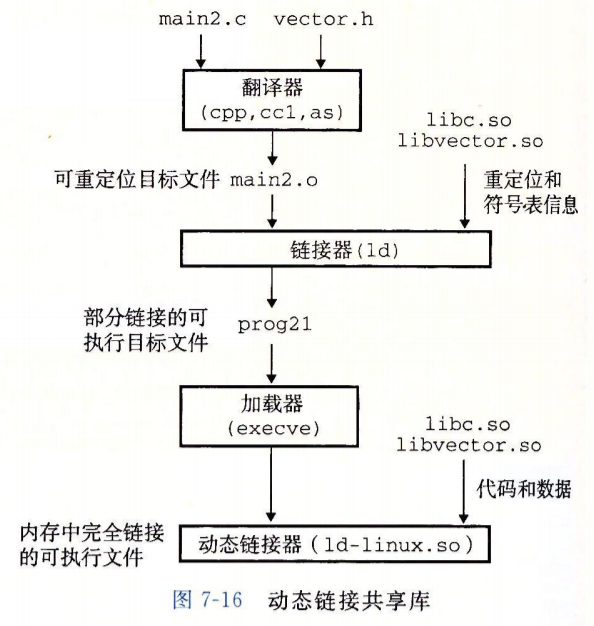 main2.c vector.h
翻译器
(cpp,cc1,as)
libc.so
libvector.so
可重定位目标文件 main2.o
重定位和
符号表信息
链接器(ld)
部分链接的可
执行目标文件
prog21
加载器
(execve)
libc.so
libvector.so
代码和数据
内存中完全链接
的可执行文件
动态链接器(ld-linux.so)
图 7-16 动态链接共享库